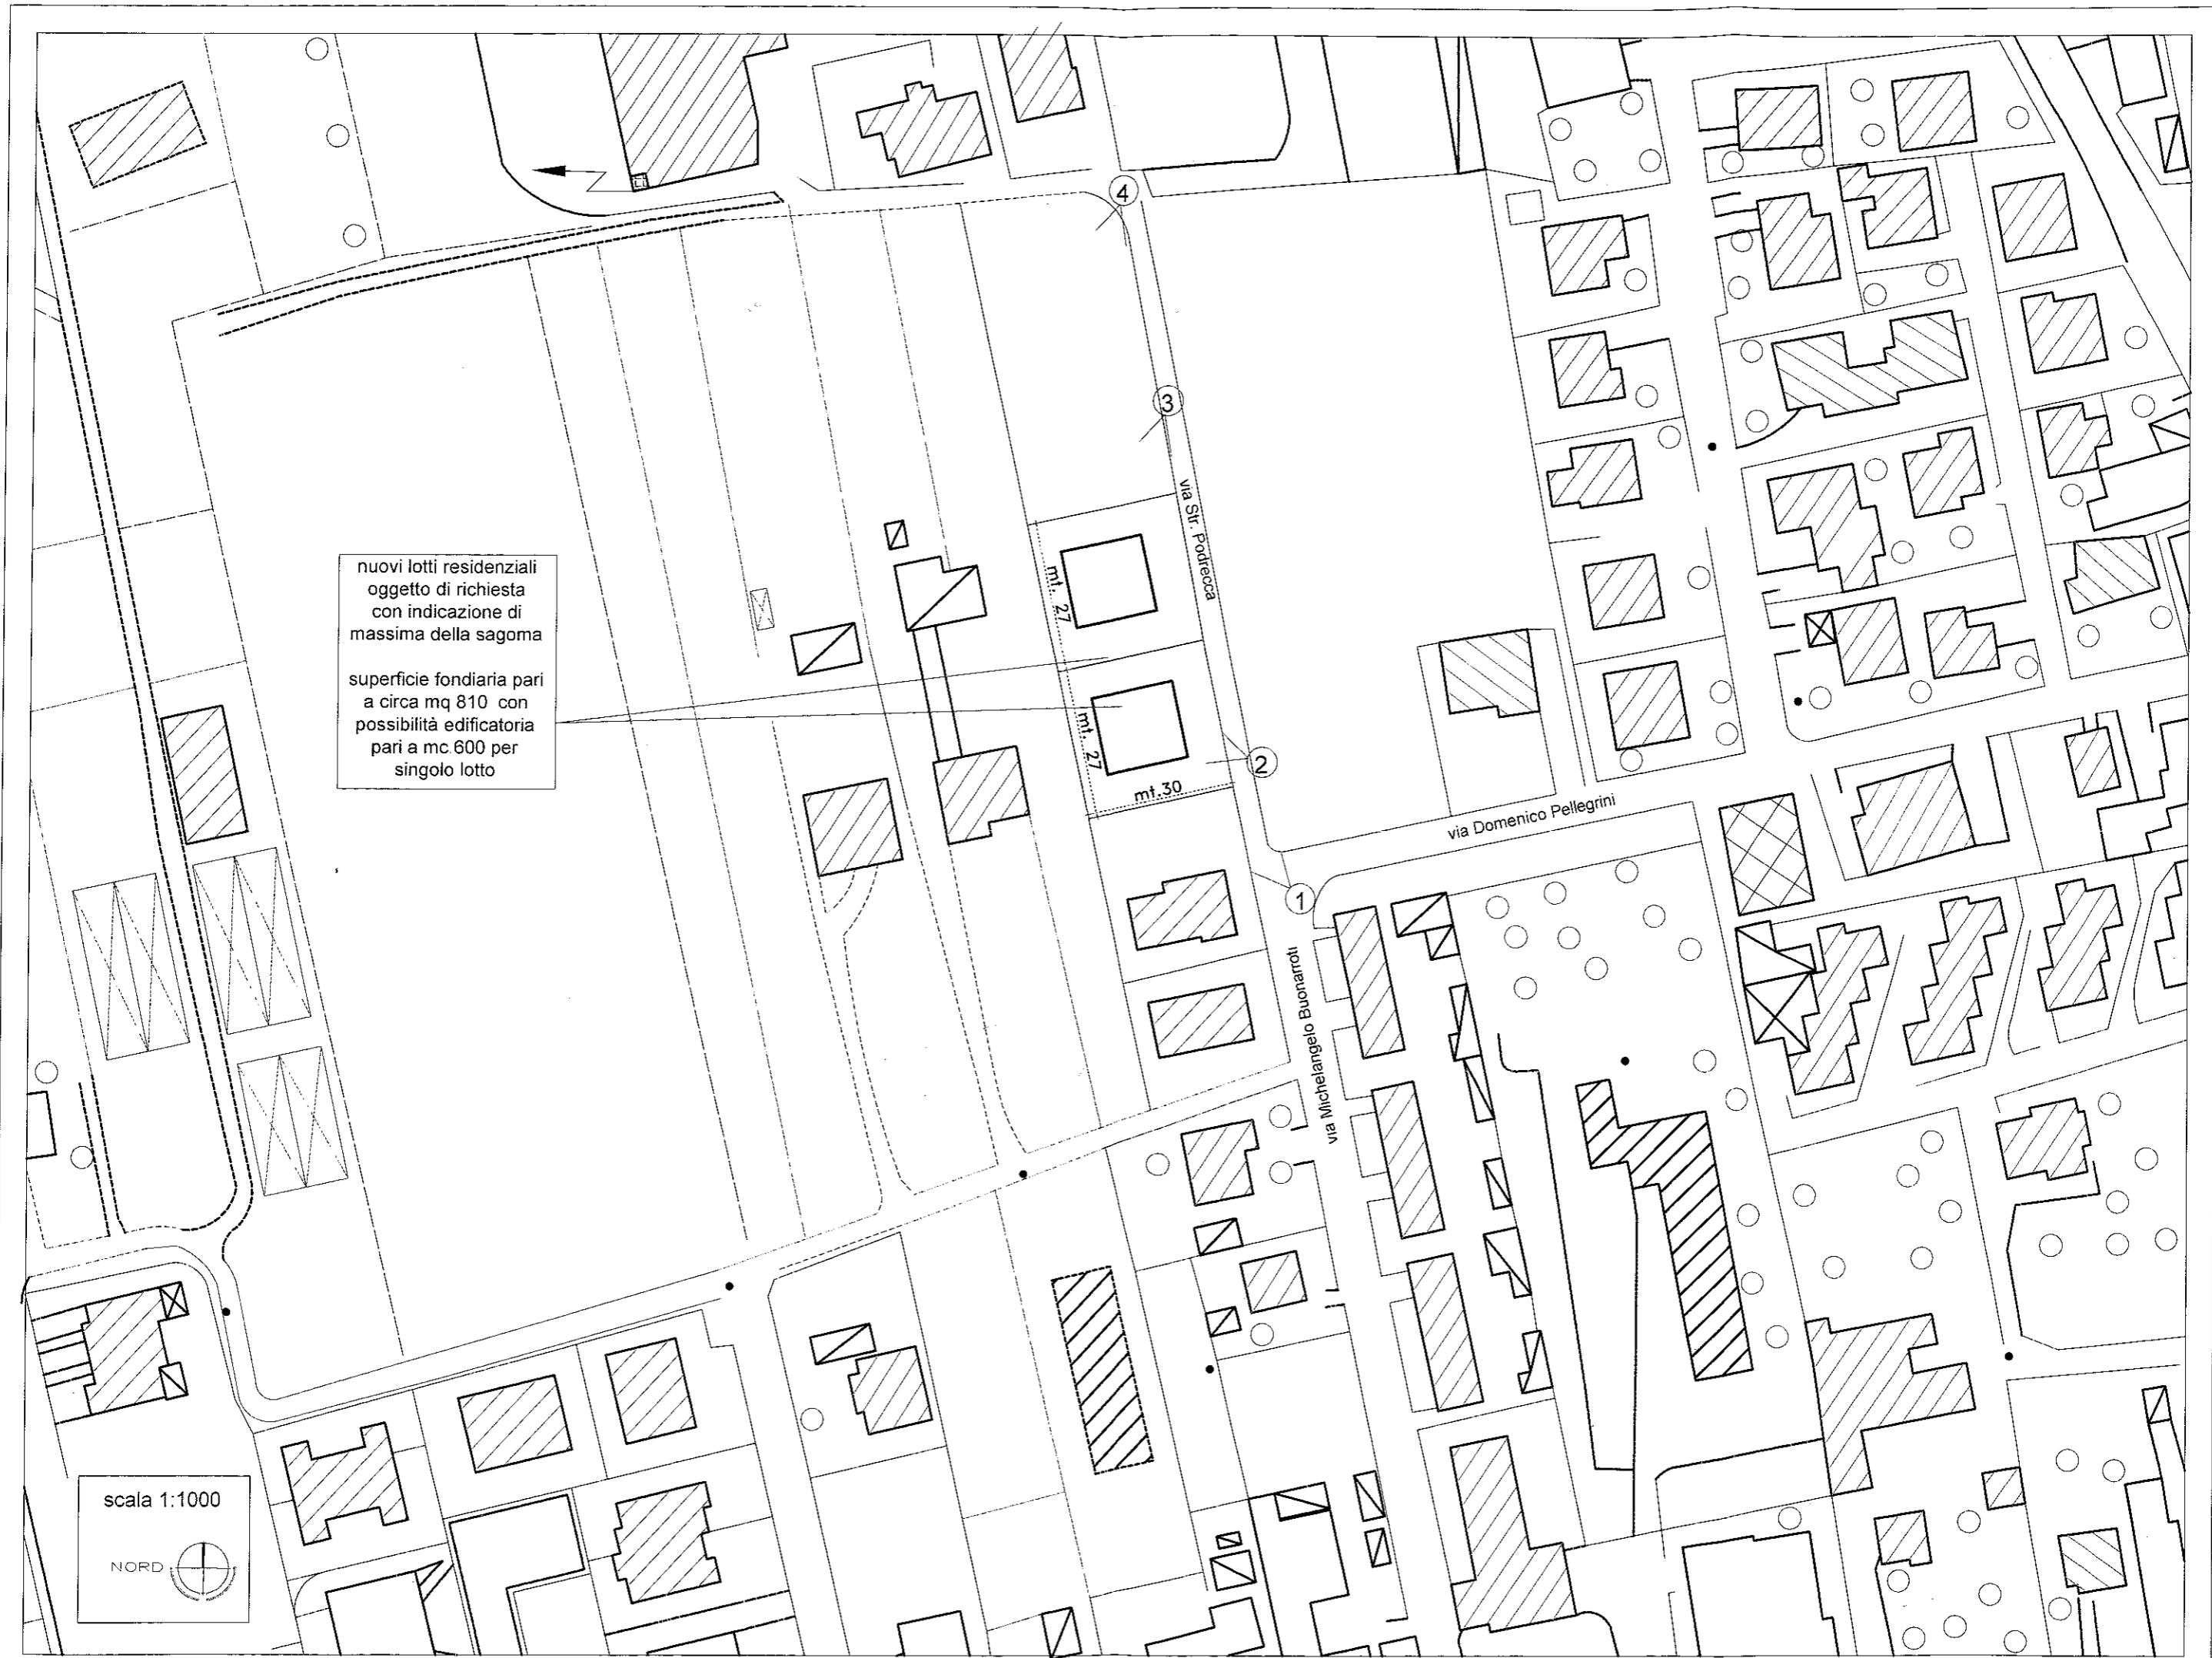 4
3
via Str. Podrecca
nuovi lotti residenziali
oggetto di richiesta
con indicazione di
massima della sagoma
superficie fondiaria pari
a circa mq 810 con
possibilità edificatoria
pari a mc.600 per
singolo lotto
mt. 27
mt. 27
mt.30
2
via Domenico Pellegrini
1
via Michelangelo Buonarroti
scala 1:1000
NORD